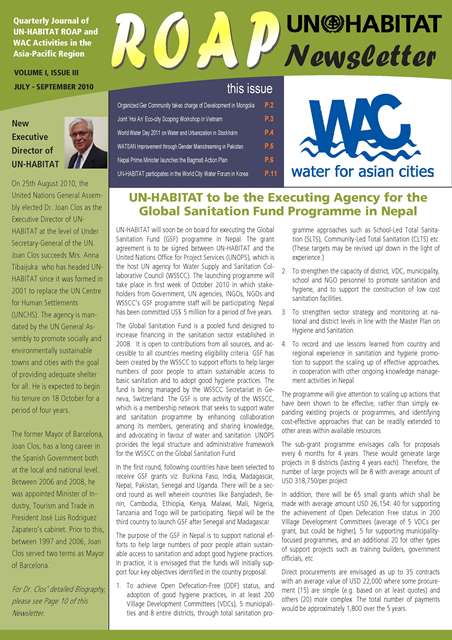 Quarterly Journal of
UN-HABITAT ROAP and
WAC Activities in the
Asia-Pacific Region
VOLUME I, ISSUE III
JULY - SEPTEMBER 2010
ROAP
UN HABITAT
Newsletter
this issue
Organized Ger Community takes charge of Development in Mongolia P.2
Joint 'Hoi An' Eco-city Scoping Workshop in Vietnam P.3
World Water Day 2011 on Water and Urbanization in Stockholm P.4
WATSAN Improvement through Gender Mainstreaming in Pakistan P.5
Nepal Prime Minister launches the Bagmati Action Plan P.6
UN-HABITAT participates in the World City Water Forum in Korea P.11
WAC
water for asian cities
New
Executive
Director of
UN-HABITAT
On 25th August 2010, the
United Nations General Assem-
bly elected Dr. Joan Clos as the
Executive Director of UN-
HABITAT at the level of Under
Secretary-General of the UN.
Joan Clos succeeds Mrs. Anna
Tibaijuka who has headed UN-
HABITAT since it was formed in
2001 to replace the UN Centre
for Human Settlements
(UNCHS). The agency is man-
dated by the UN General As-
sembly to promote socially and
environmentally sustainable
towns and cities with the goal
of providing adequate shelter
for all. He is expected to begin
his tenure on 18 October for a
period of four years.
The former Mayor of Barcelona,
Joan Clos, has a long career in
the Spanish Government both
at the local and national level.
Between 2006 and 2008, he
was appointed Minister of In-
dustry, Tourism and Trade in
President José Luis Rodriguez
Zapatero's cabinet. Prior to this,
between 1997 and 2006, Joan
Clos served two terms as Mayor
of Barcelona.
For Dr. Clos' detailed Biography,
please see Page 10 of this
Newsletter.
UN-HABITAT to be the Executing Agency for the
Global Sanitation Fund Programme in Nepal
UN-HABITAT will soon be on board for executing the Global
Sanitation Fund (GSF) programme in Nepal. The grant
agreement is to be signed between UN-HABITAT and the
United Nations Office for Project Services (UNOPS), which is
the host UN agency for Water Supply and Sanitation Col-
laborative Council (WSSCC). The launching programme will
take place in first week of October 2010 in which stake-
holders from Government, UN agencies, INGOs, NGOs and
WSSCC's GSF programme staff will be participating. Nepal
has been committed US$ 5 million for a period of five years.
The Global Sanitation Fund is a pooled fund designed to
increase financing in the sanitation sector established in
2008. It is open to contributions from all sources, and ac-
cessible to all countries meeting eligibility criteria. GSF has
been created by the WSSCC to support efforts to help larger
numbers of poor people to attain sustainable access to
basic sanitation and to adopt good hygiene practices. The
fund is being managed by the WSSCC Secretariat in Ge-
neva, Switzerland. The GSF is one activity of the WSSCC,
which is a membership network that seeks to support water
and sanitation programme by enhancing collaboration
among its members, generating and sharing knowledge,
and advocating in favour of water and sanitation. UNOPS
provides the legal structure and administrative framework
for the WSSCC on the Global Sanitation Fund.
In the first round, following countries have been selected to
receive GSF grants viz. Burkina Faso, India, Madagascar,
Nepal, Pakistan, Senegal and Uganda. There will be a sec-
ond round as well wherein countries like Bangladesh, Be-
nin, Cambodia, Ethiopia, Kenya, Malawi, Mali, Nigeria,
Tanzania and Togo will be participating. Nepal will be the
third country to launch GSF after Senegal and Madagascar.
The purpose of the GSF in Nepal is to support national ef-
forts to help large numbers of poor people attain sustain-
able access to sanitation and adopt good hygiene practices.
In practice, it is envisaged that the funds will initially sup-
port four key objectives identified in the country proposal:
1. To achieve Open Defecation-Free (ODF) status, and
adoption of good hygiene practices, in at least 200
Village Development Committees (VDCs), 5 municipali-
ties and 8 entire districts, through total sanitation pro-
gramme approaches such as School-Led Total Sanita-
tion (SLTS), Community-Led Total Sanitation (CLTS) etc.
(These targets may be revised up/ down in the light of
experience.)
2 To strengthen the capacity of district, VDC, municipality,
school and NGO personnel to promote sanitation and
hygiene, and to support the construction of low cost
sanitation facilities.
3 To strengthen sector strategy and monitoring at na-
tional and district levels in line with the Master Plan on
Hygiene and Sanitation.
4 To record and use lessons learned from country and
regional experience in sanitation and hygiene promo-
tion to support the scaling up of effective approaches,
in cooperation with other ongoing knowledge manage-
ment activities in Nepal.
The programme will give attention to scaling up actions that
have been shown to be effective, rather than simply ex-
panding existing projects or programmes, and identifying
cost-effective approaches that can be readily extended to
other areas within available resources.
The sub-grant programme envisages calls for proposals
every 6 months for 4 years. These would generate large
projects in 8 districts (lasting 4 years each). Therefore, the
number of large projects will be 8 with average amount of
USD 318,750/per project
In addition, there will be 65 small grants which shall be
made with average amount USD 26,154: 40 for supporting
the achievement of Open Defecation Free status in 200
Village Development Committees (average of 5 VDCs per
grant, but could be higher), 5 for supporting municipality-
focused programmes, and an additional 20 for other types
of support projects such as training builders, government
officials, etc.
Direct procurements are envisaged as up to 35 contracts
with an average value of USD 22,000 where some procure-
ment (15) are simple (e.g. based on at least quotes) and
others (20) more complex. The total number of payments
would be approximately 1,800 over the 5 years.